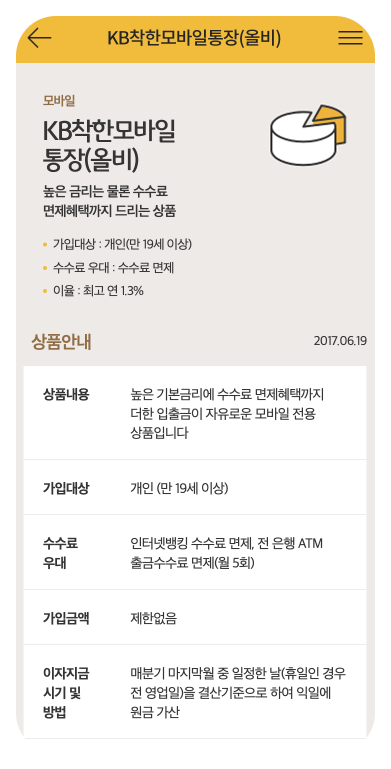 KB착한모바일통장(올비)
모바일
KB착한모바일
통장(올비)
높은 금리는 물론 수수료
면제혜택까지 드리는 상품
• 가입대상 : 개인(만 19세 이상)
• 수수료 우대 : 수수료 면제
• 이율 : 최고 연 1.3%
상품안내
2017.06.19
상품내용
높은 기본금리에 수수료 면제혜택까지
더한 입출금이 자유로운 모바일 전용
상품입니다
가입대상
개인 (만 19세 이상)
수수료
우대
인터넷뱅킹 수수료 면제, 전 은행 ATM
출금수수료 면제(월 5회)
가입금액
제한없음
이자지급
시기 및
방법
매분기 마지막월 중 일정한 날(휴일인 경우
전 영업일)을 결산기준으로 하여 익일에
원금 가산